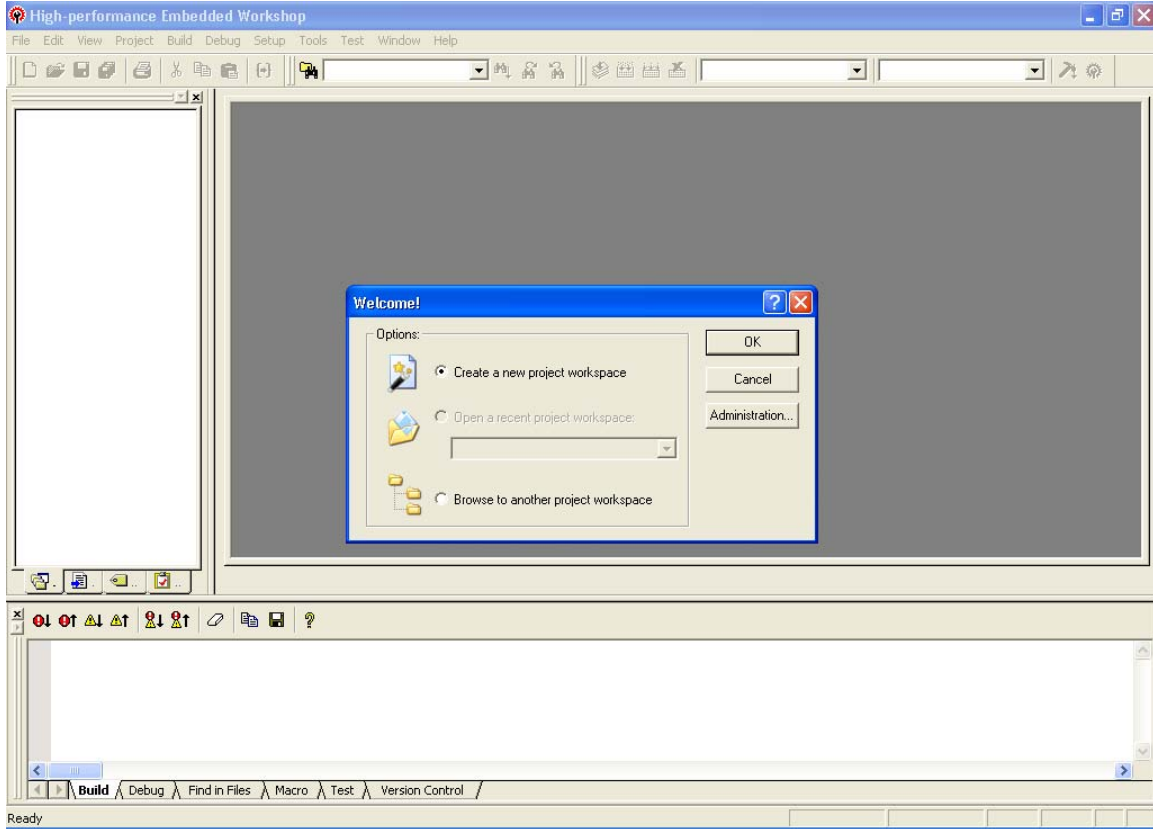 High-performance Embedded Workshop
File Edit View Project Build Debug Setup Tools Test Window Help
Welcome!
Options:
Create a new project workspace
Open a recent project workspace:
Browse to another project workspace
OK
Cancel
Administration...
Build Debug Find in Files Macro Test Version Control
Ready